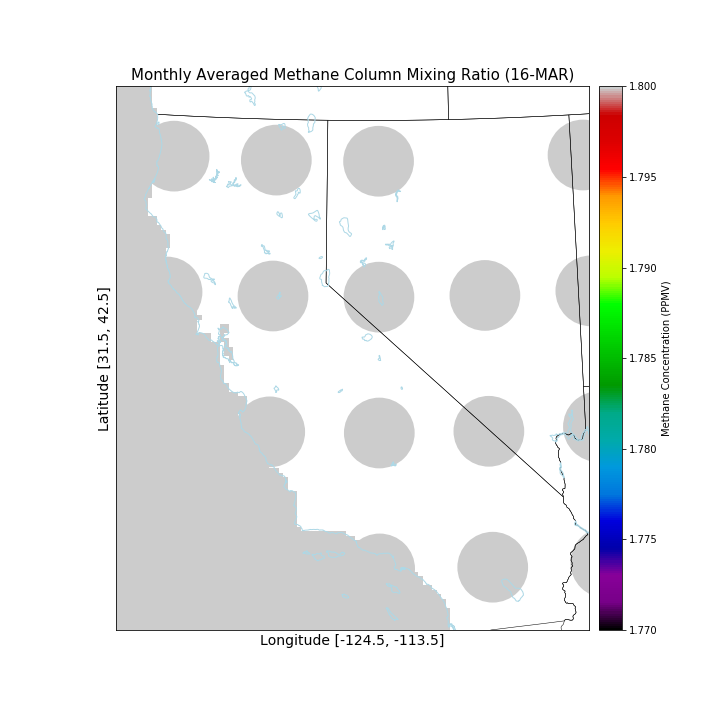 Monthly Averaged Methane Column Mixing Ratio (16-MAR)
Latitude [31.5, 42.5]
Longitude [-124.5, -113.5]
1.800
1.795
1.790
1.785
1.780
1.775
1.770
Methane Concentration (PPMV)